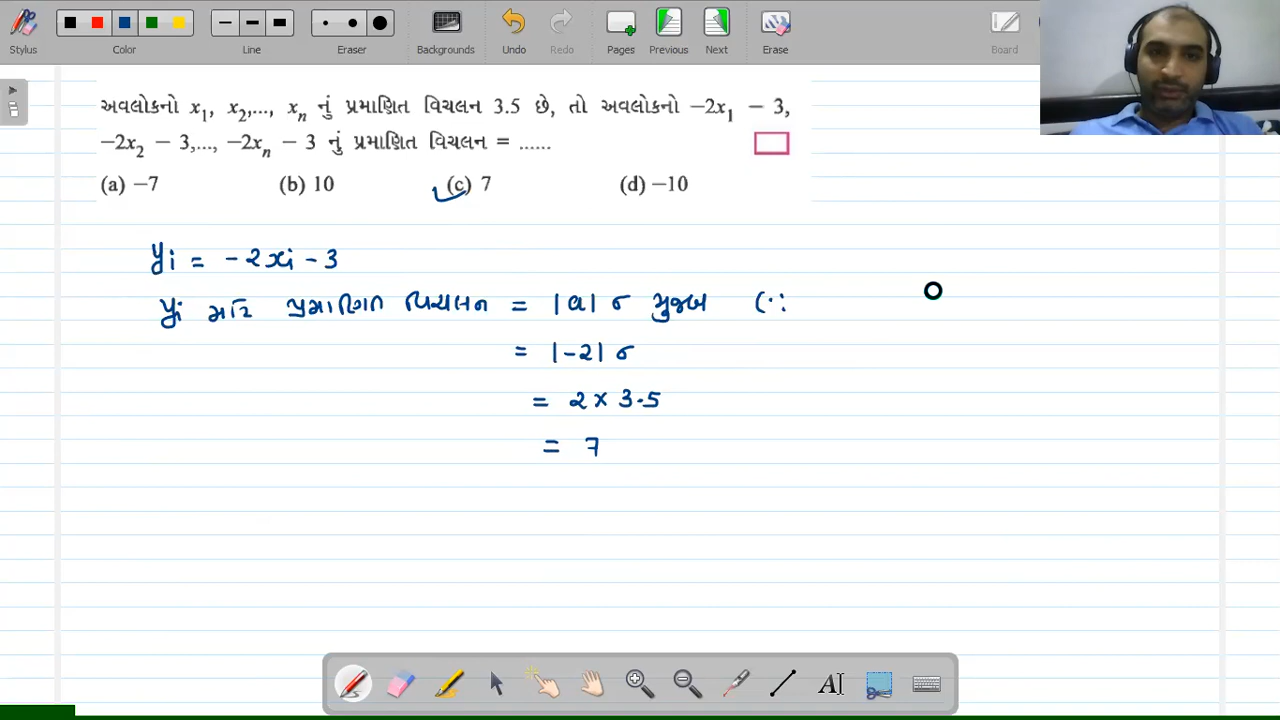 Stylus Color Line Eraser Backgrounds Undo Redo Pages Previous Next Erase Board
અવલોકનો x₁, x₂,..., xₙ નું પ્રમાણિત વિચલન 3.5 છે, તો અવલોકનો −2x₁ − 3,
−2x₂ − 3,..., −2xₙ − 3 નું પ્રમાણિત વિચલન = ......
(a) −7 (b) 10 (c) 7 (d) −10
yᵢ = -2xᵢ - 3
yᵢ માટે પ્રમાણિત વિચલન = |a| σ મુજબ (∵
= |-2| σ
= 2 × 3.5
= 7